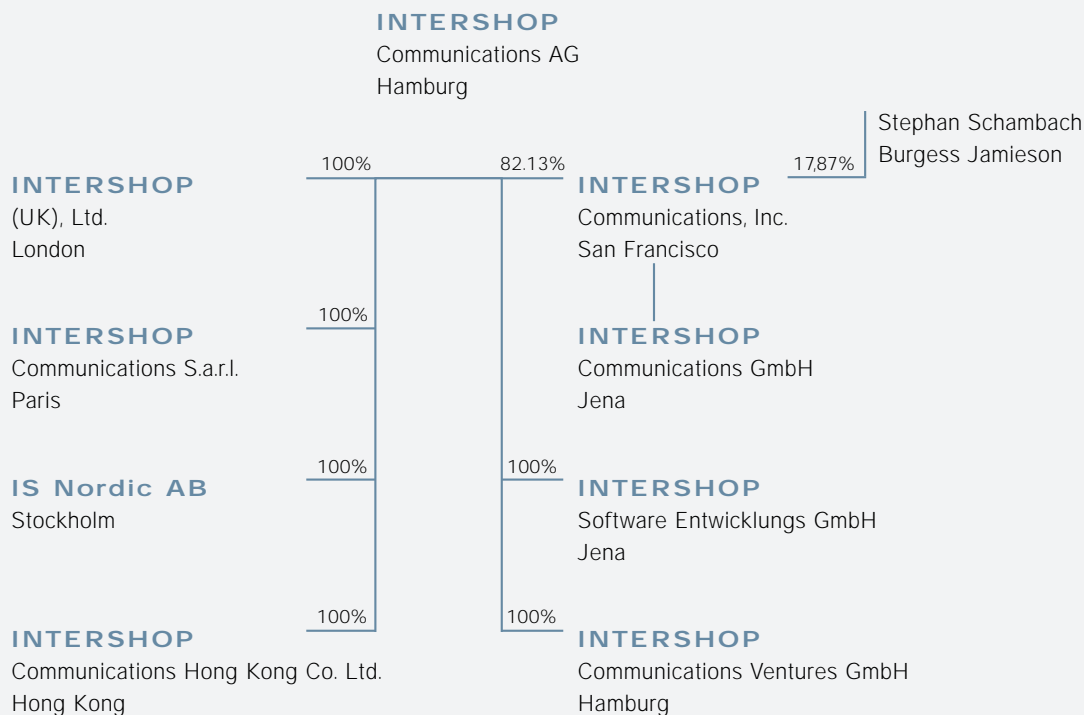 INTERSHOP
Communications AG
Hamburg
Stephan Schambach
Burgess Jamieson
100%
82.13%
17,87%
INTERSHOP
(UK), Ltd.
London
INTERSHOP
Communications, Inc.
San Francisco
100%
INTERSHOP
Communications S.a.r.l.
Paris
INTERSHOP
Communications GmbH
Jena
100%
IS Nordic AB
Stockholm
100%
INTERSHOP
Software Entwicklungs GmbH
Jena
100%
INTERSHOP
Communications Hong Kong Co. Ltd.
Hong Kong
100%
INTERSHOP
Communications Ventures GmbH
Hamburg